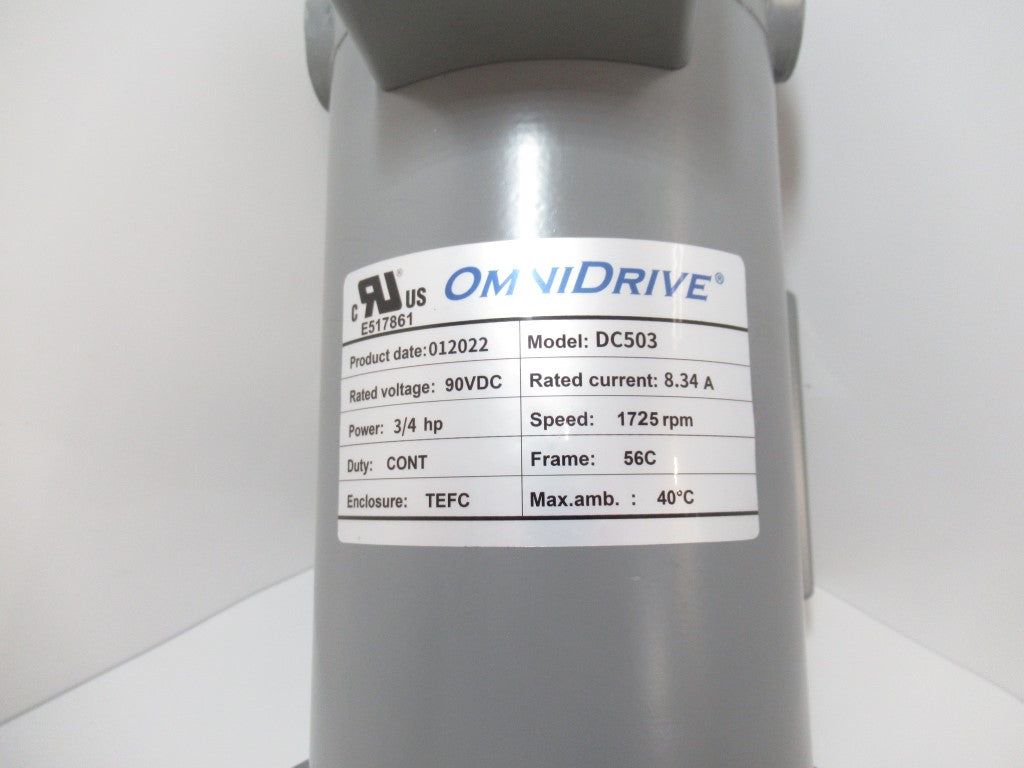 cRU® US OMNIDRIVE®
E517861
Product date:012022 Model: DC503
Rated voltage: 90VDC Rated current: 8.34 A
Power: 3/4 hp Speed: 1725 rpm
Duty: CONT Frame: 56C
Enclosure: TEFC Max.amb. : 40°C